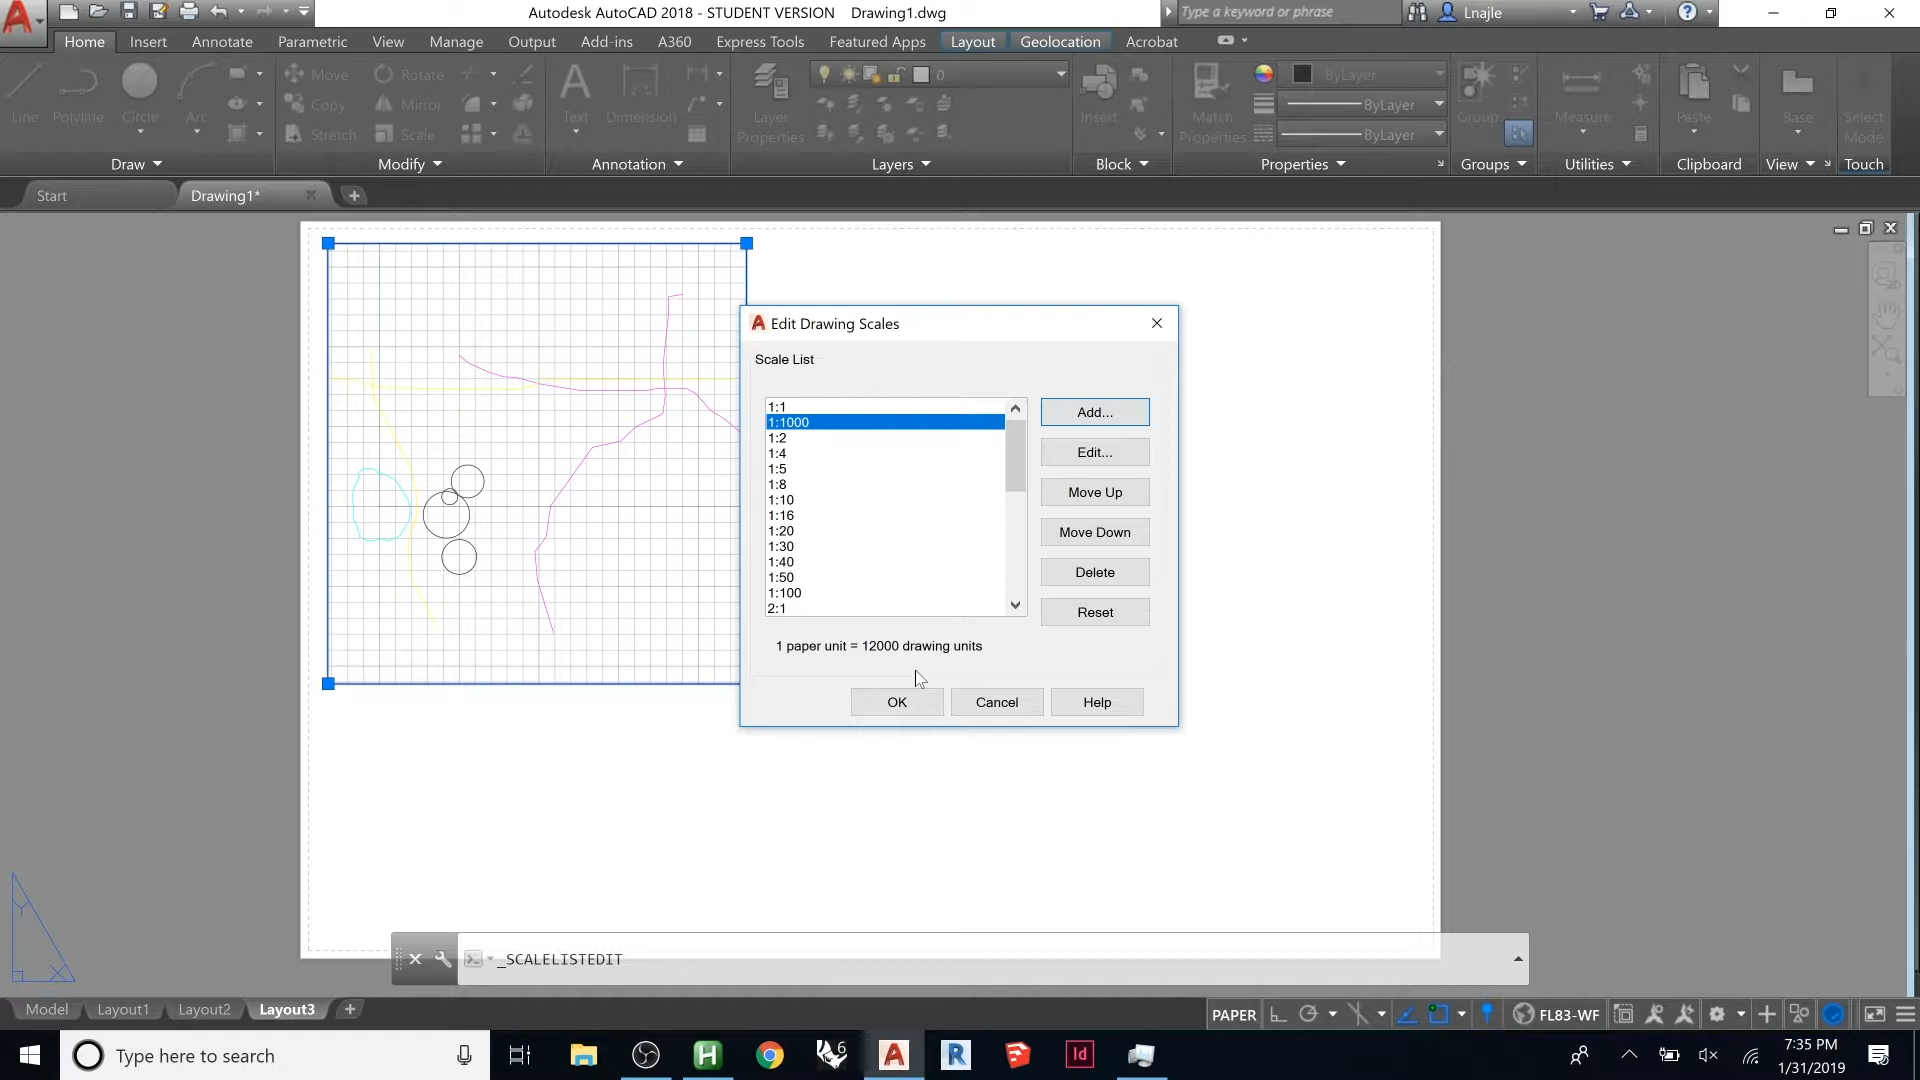 Autodesk AutoCAD 2018 - STUDENT VERSION Drawing1.dwg
Type a keyword or phrase
Lnajle
Home Insert Annotate Parametric View Manage Output Add-ins A360 Express Tools Featured Apps Layout Geolocation Acrobat
Line Polyline Circle Arc
Move Rotate
Copy Mirror
Stretch Scale
Text Dimension
Layer Properties
0
Insert
Match Properties
ByLayer
ByLayer
ByLayer
Group
Measure
Paste
Base
Select Mode
Draw Modify Annotation Layers Block Properties Groups Utilities Clipboard View Touch
Start Drawing1*
Edit Drawing Scales
Scale List
1:1
1:1000
1:2
1:4
1:5
1:8
1:10
1:16
1:20
1:30
1:40
1:50
1:100
2:1
Add...
Edit...
Move Up
Move Down
Delete
Reset
1 paper unit = 12000 drawing units
OK Cancel Help
_SCALELISTEDIT
Model Layout1 Layout2 Layout3
PAPER FL83-WF
Type here to search
7:35 PM
1/31/2019